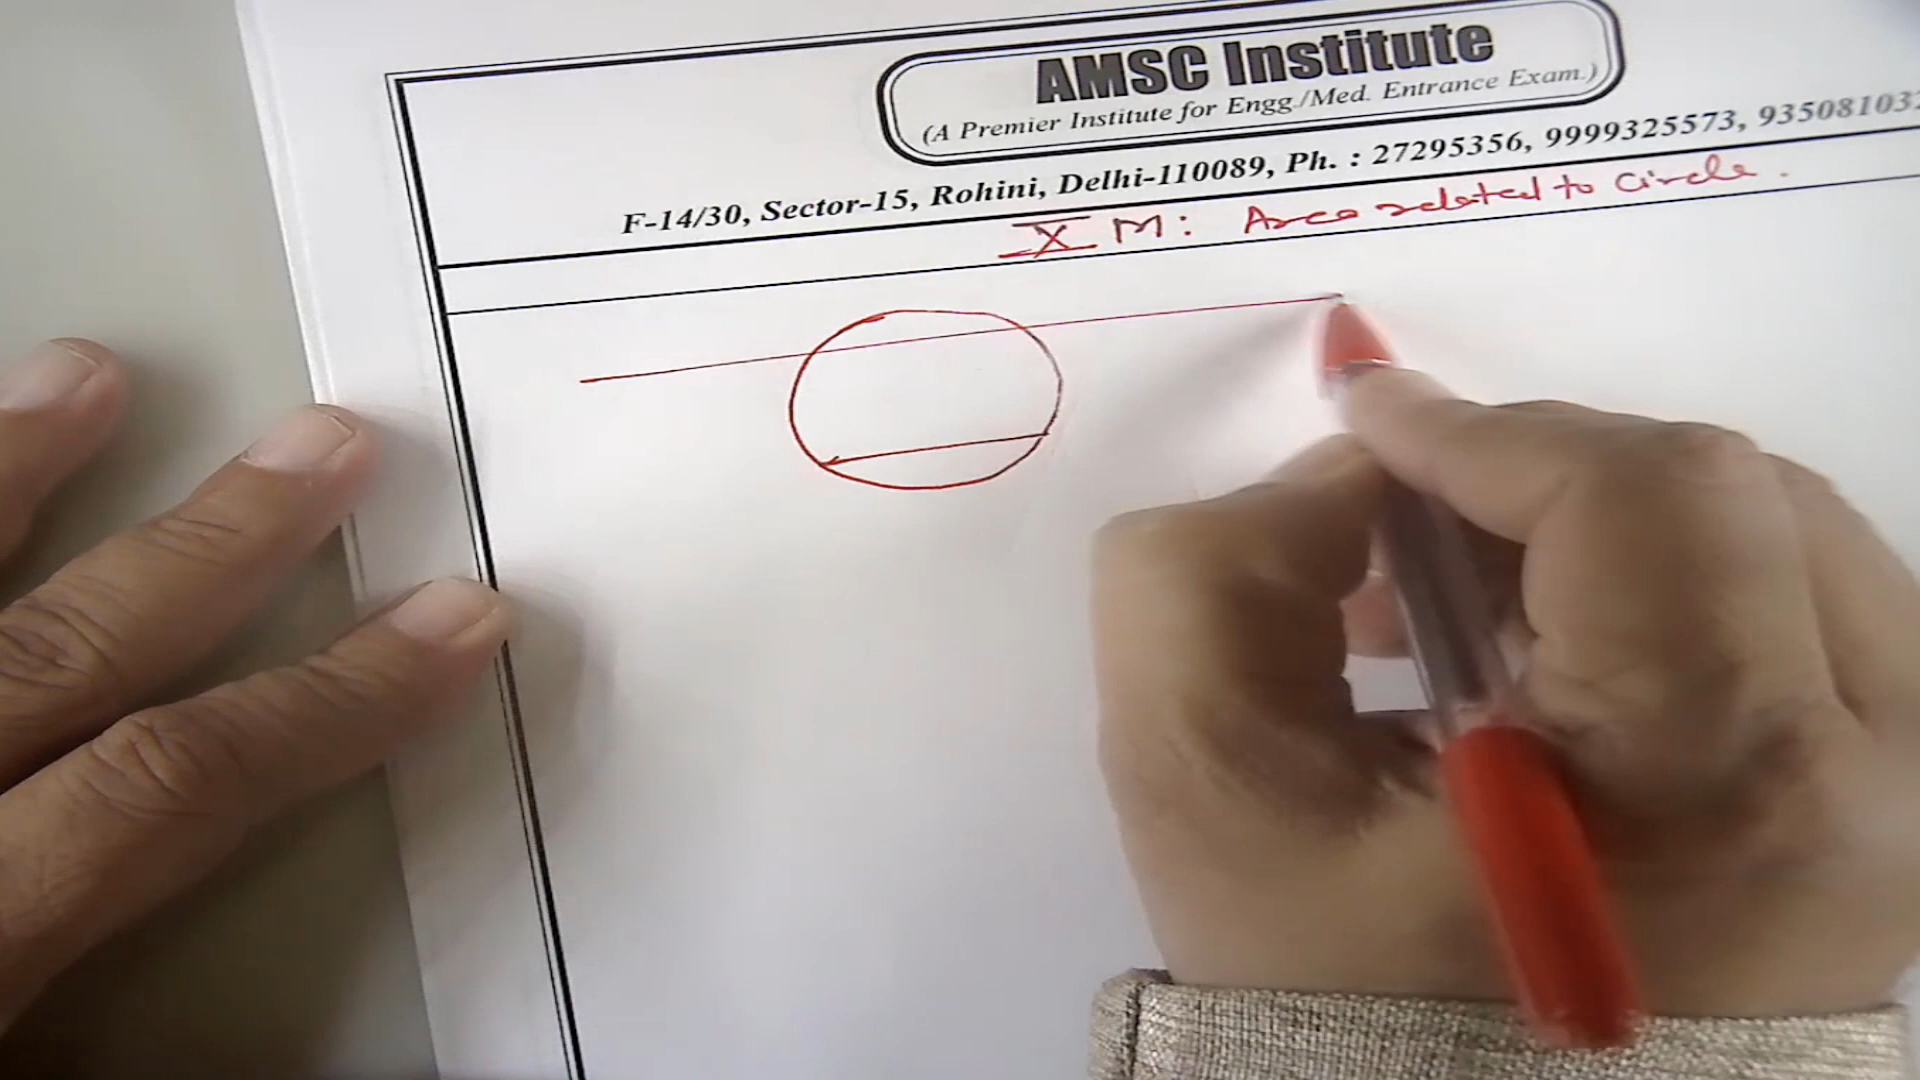 AMSC Institute
(A Premier Institute for Engg./Med. Entrance Exam.)
F-14/30, Sector-15, Rohini, Delhi-110089, Ph. : 27295356, 9999325573, 935081032
X M: Area related to Circle.